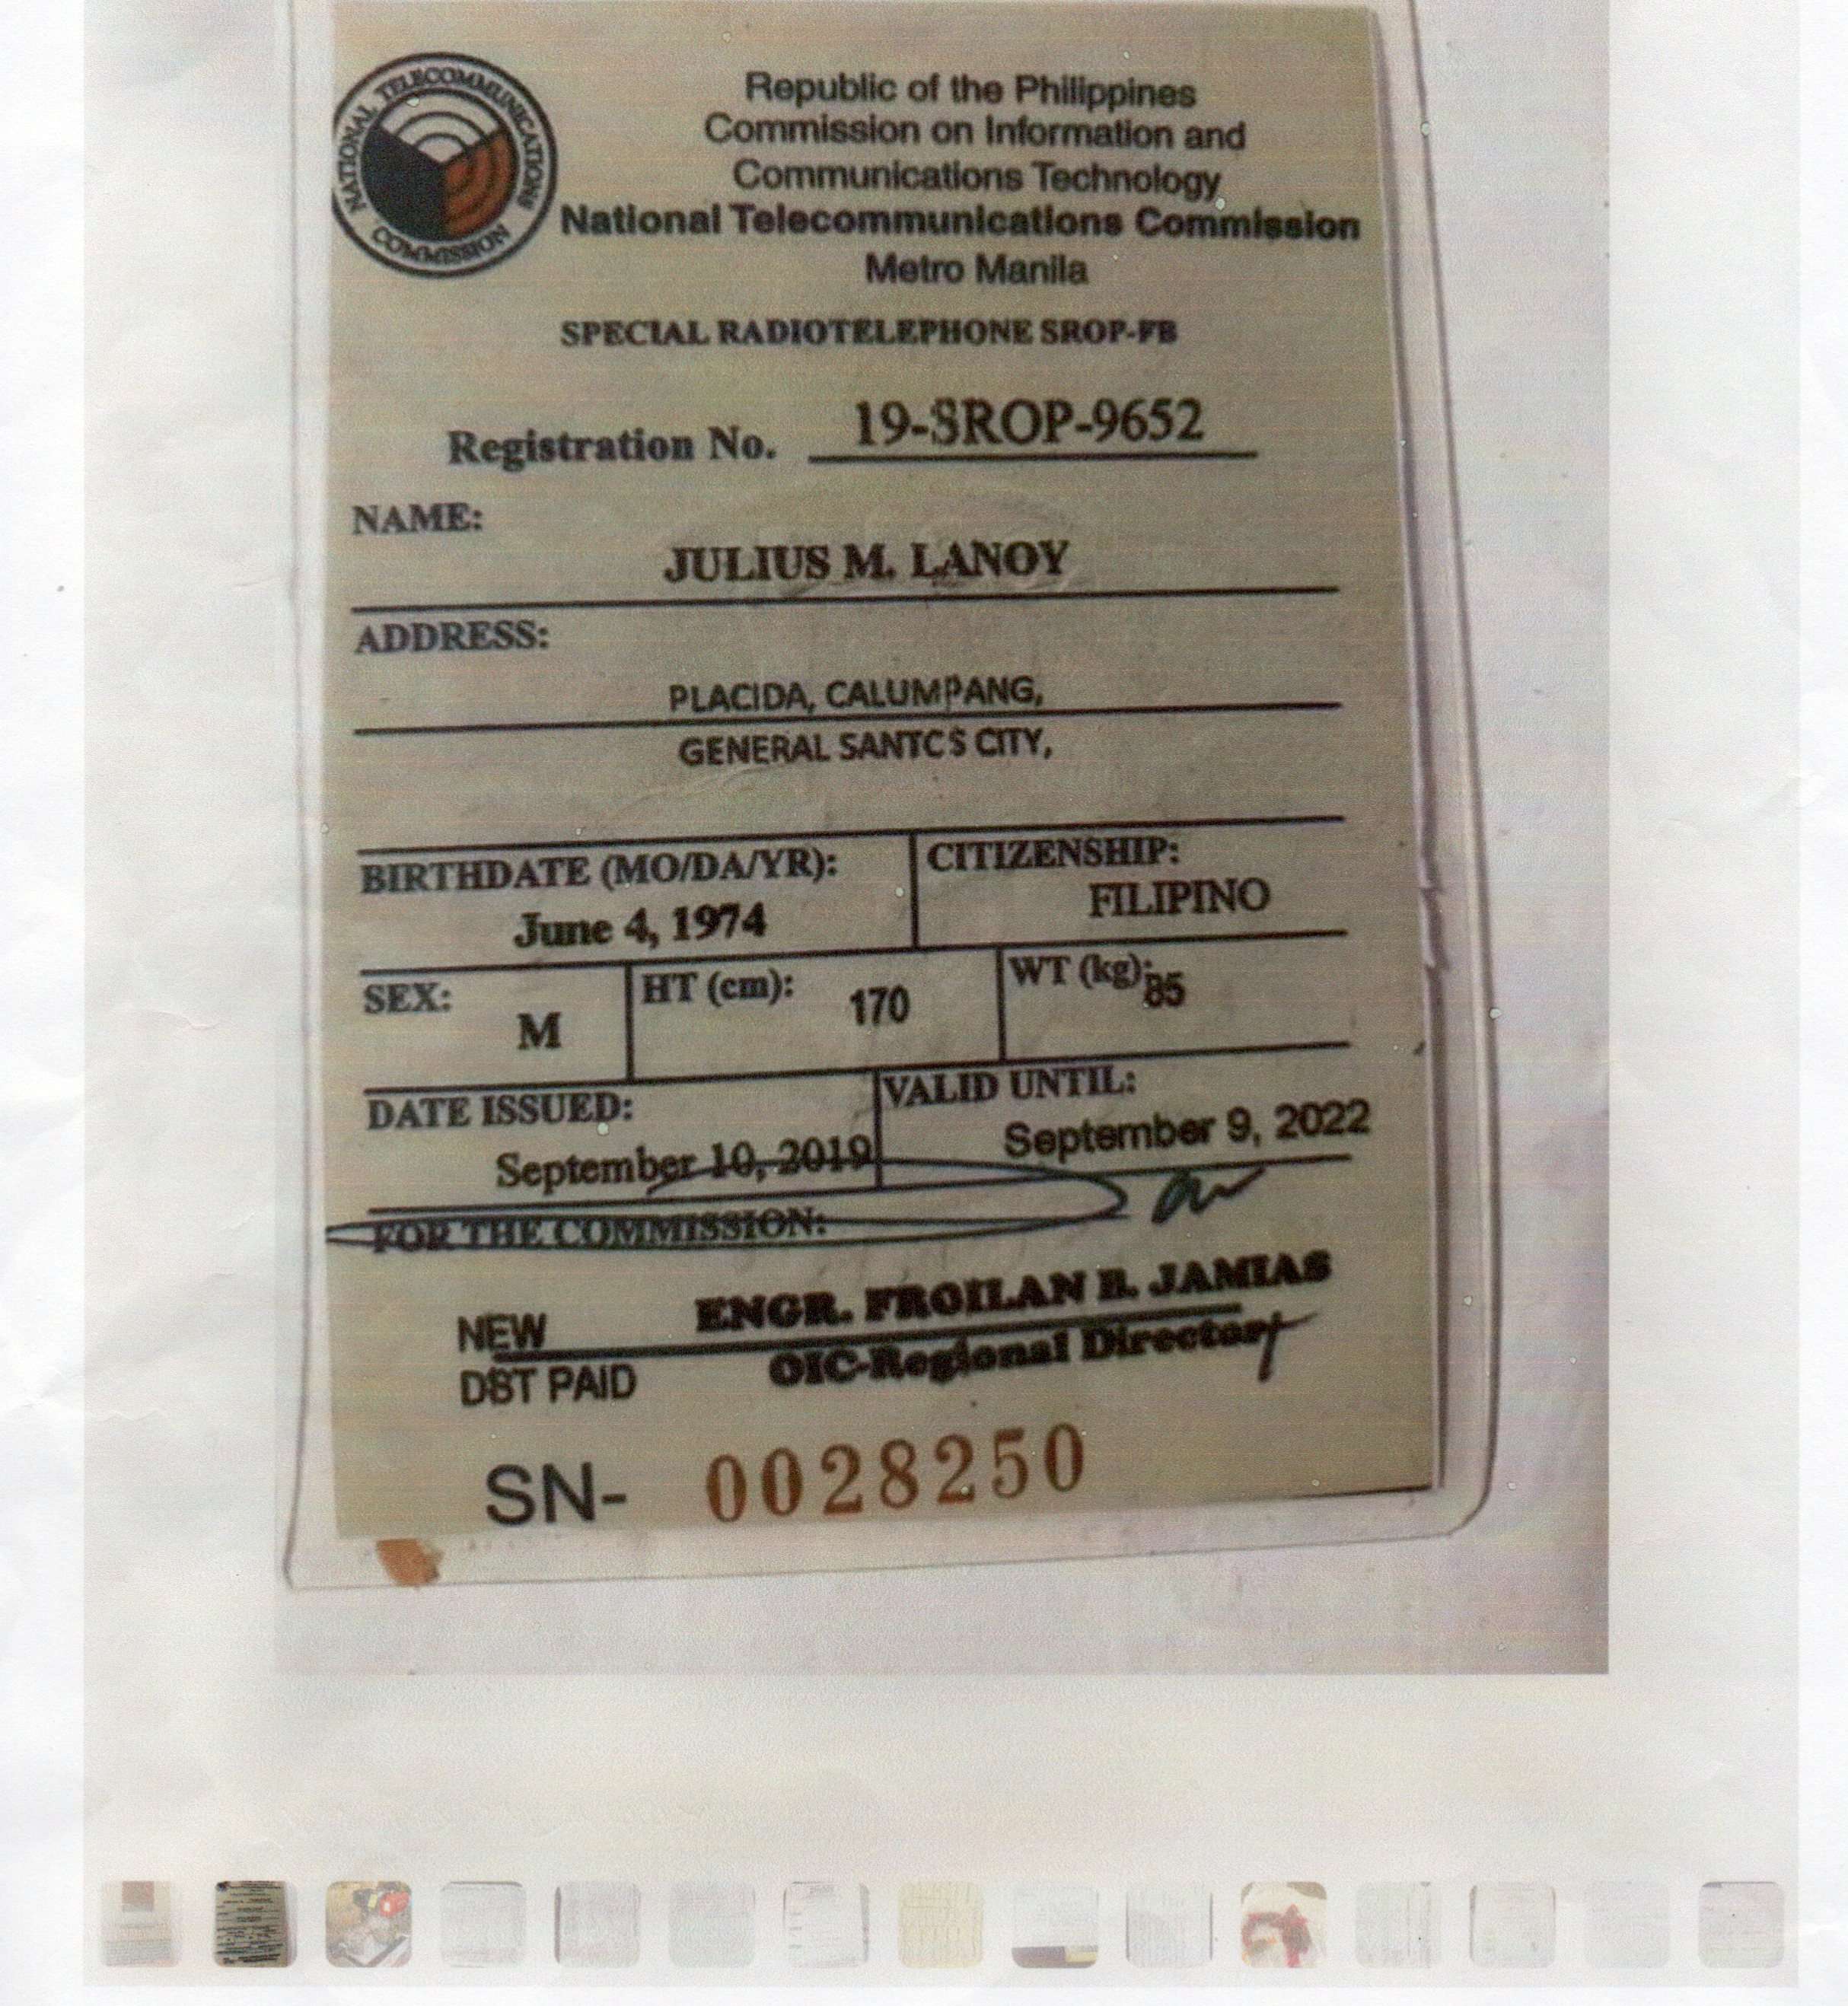 NATIONAL TELECOMMUNICATIONS COMMISSION
Republic of the Philippines
Commission on Information and
Communications Technology
National Telecommunications Commission
Metro Manila
SPECIAL RADIOTELEPHONE SROP-FB
Registration No. 19-SROP-9652
NAME:
JULIUS M. LANOY
ADDRESS:
PLACIDA, CALUMPANG,
GENERAL SANTCS CITY,
BIRTHDATE (MO/DA/YR): CITIZENSHIP:
June 4, 1974 FILIPINO
SEX: HT (cm): WT (kg):
M 170 85
DATE ISSUED: VALID UNTIL:
September 10, 2019 September 9, 2022
FOR THE COMMISSION:
NEW ENGR. FROILAN B. JAMIAS
DST PAID OIC-Regional Director
SN- 0028250